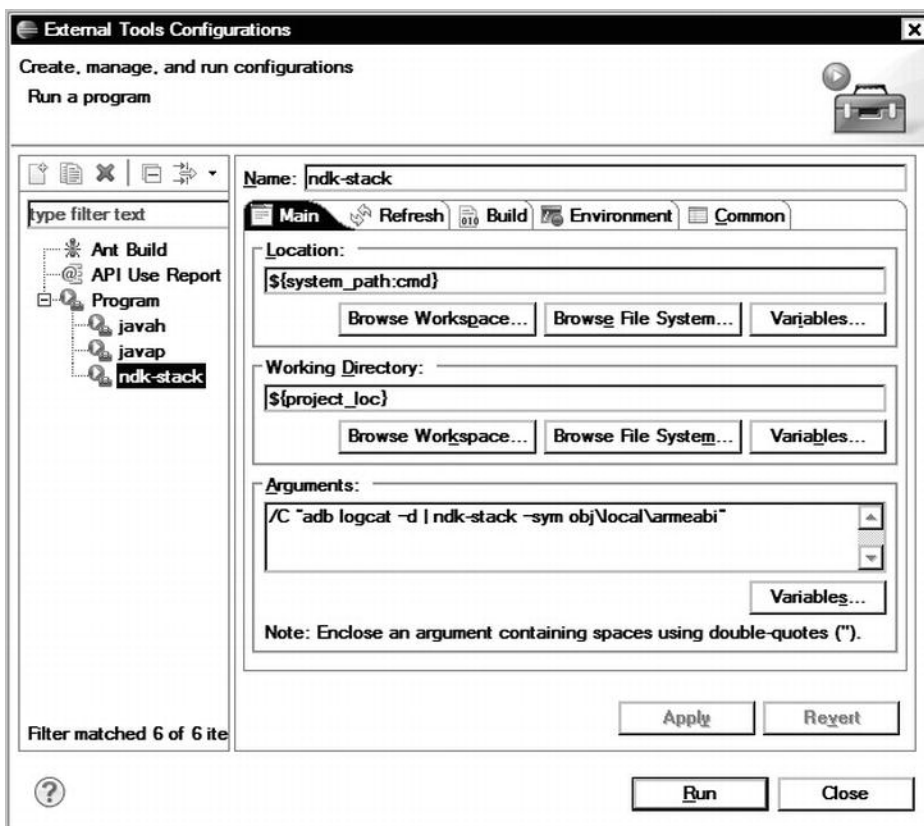 External Tools Configurations
Create, manage, and run configurations
Run a program
type filter text
Ant Build
API Use Report
Program
javah
javap
ndk-stack
Filter matched 6 of 6 ite
Name: ndk-stack
Main Refresh Build Environment Common
Location:
${system_path:cmd}
Browse Workspace... Browse File System... Variables...
Working Directory:
${project_loc}
Browse Workspace... Browse File System... Variables...
Arguments:
/C "adb logcat -d | ndk-stack -sym obj\local\armeabi"
Variables...
Note: Enclose an argument containing spaces using double-quotes (").
Apply Revert
Run Close